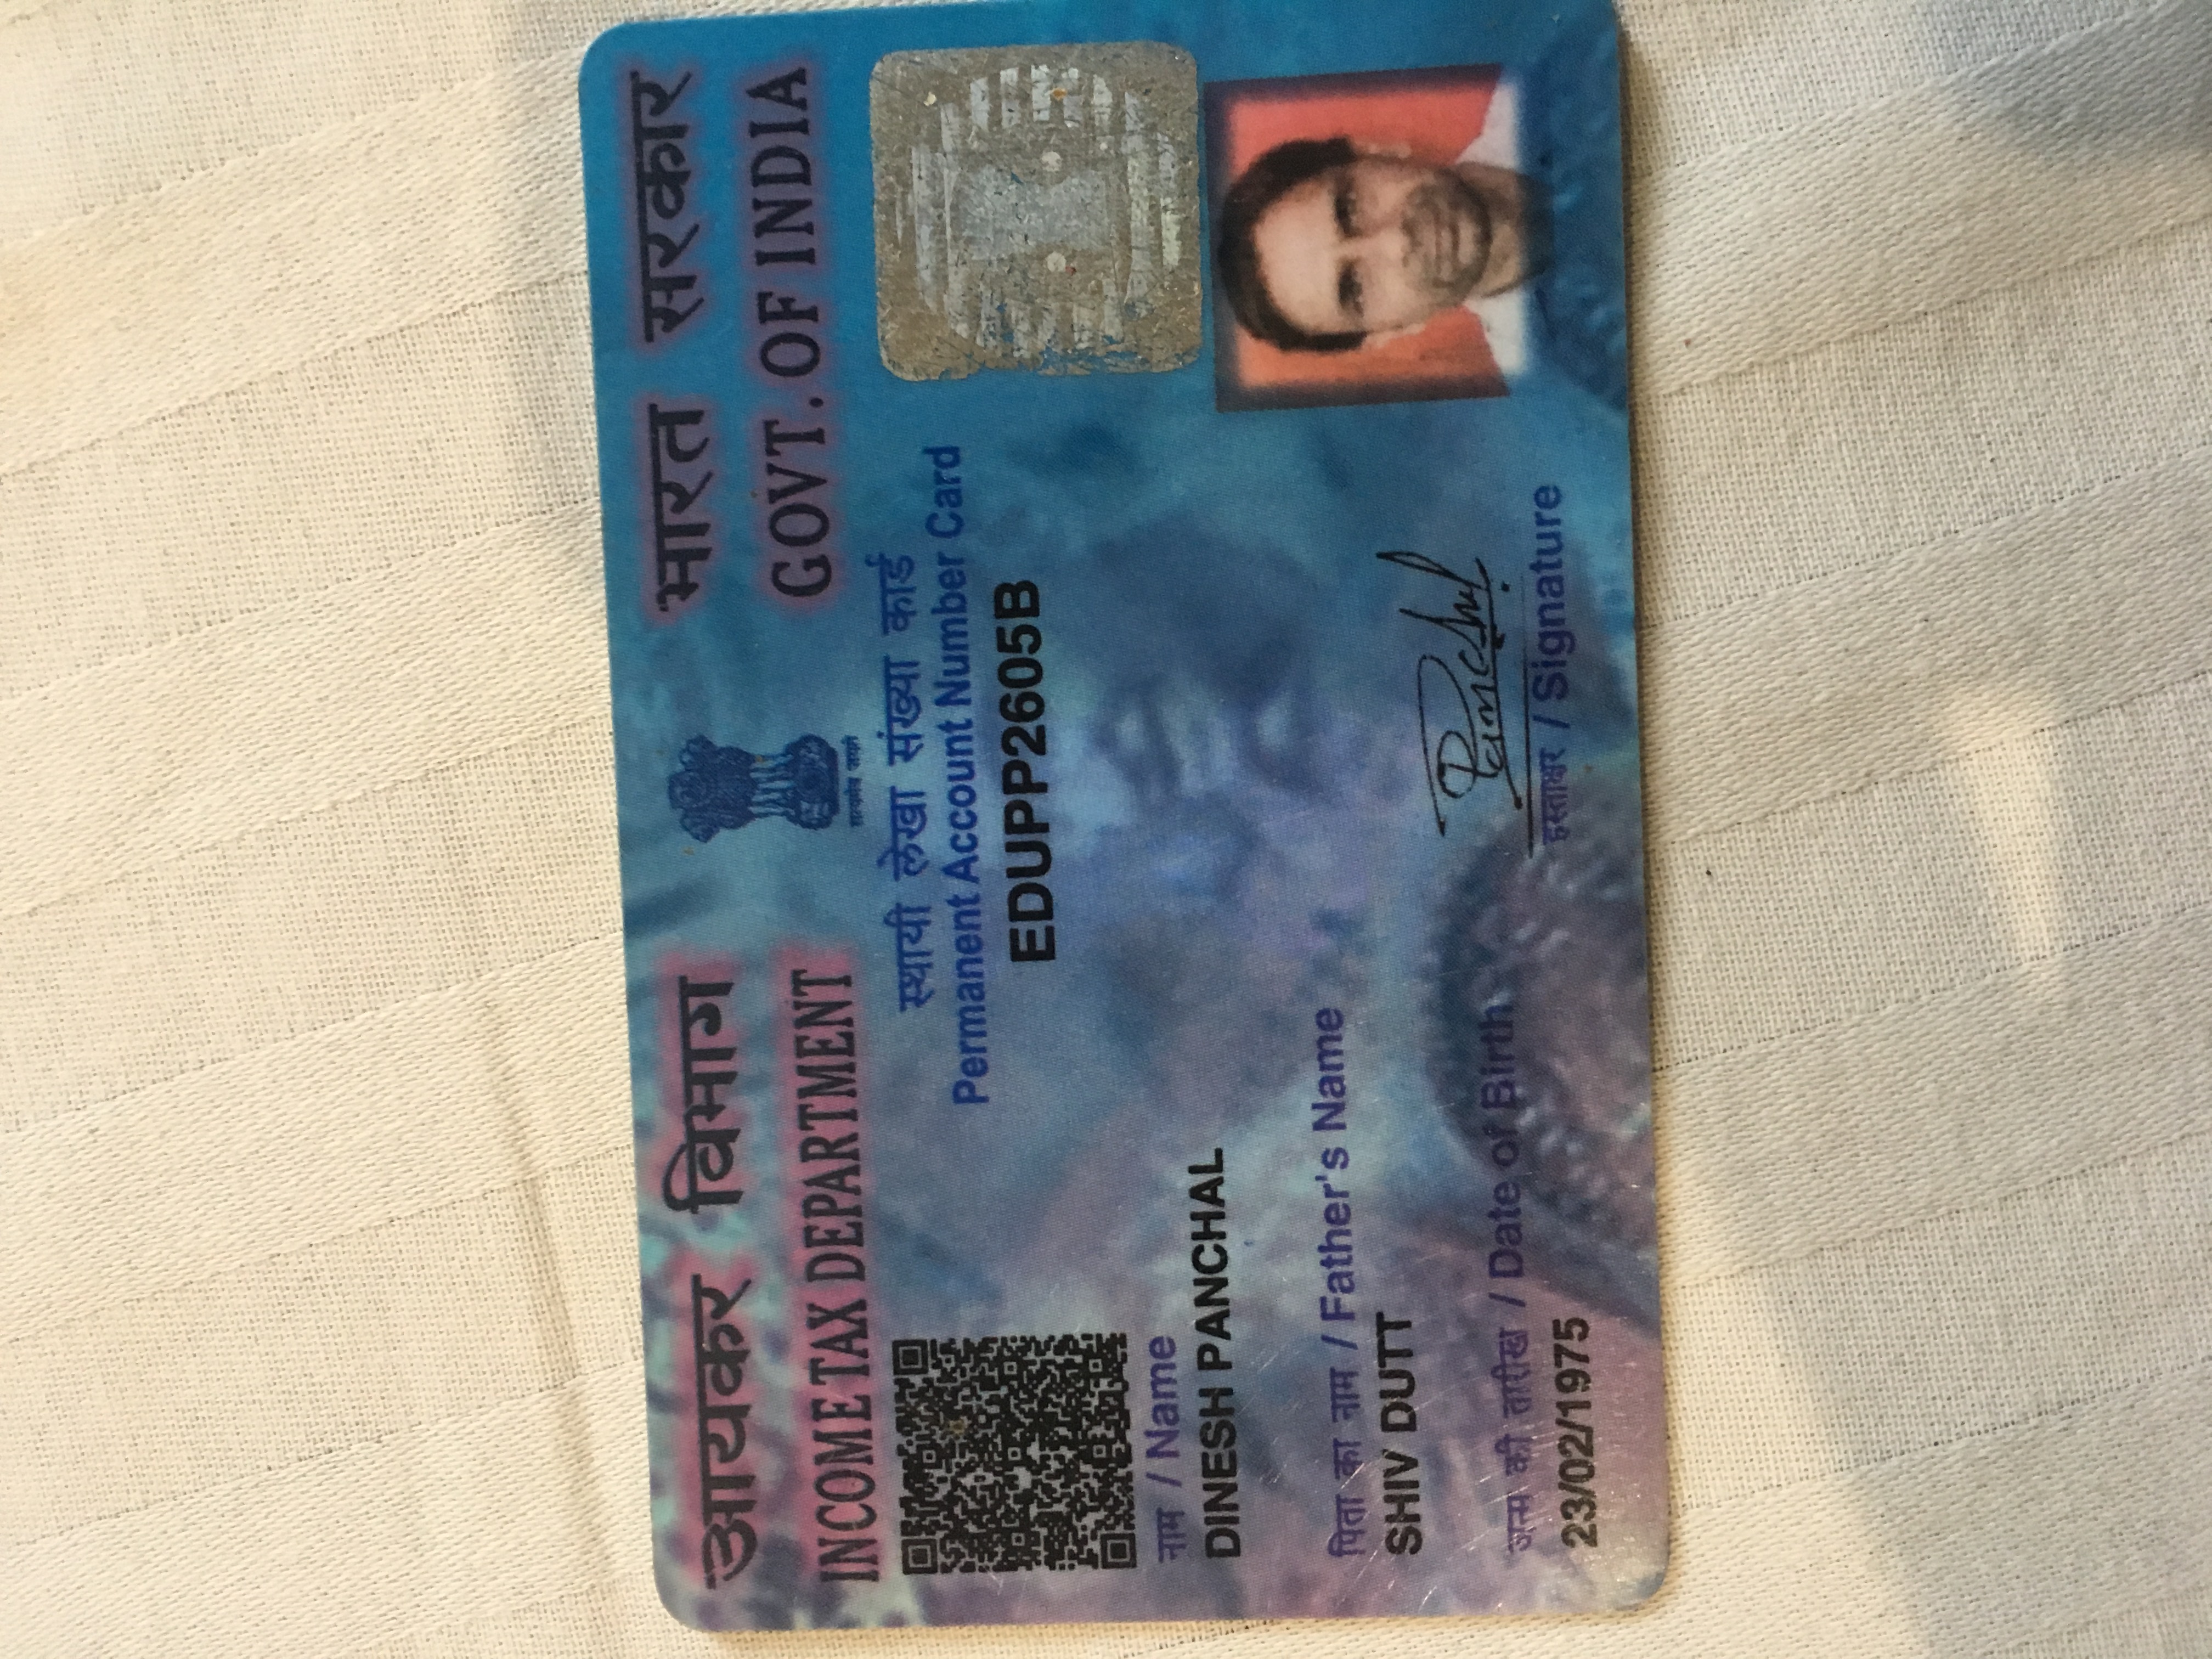 आयकर विभाग
INCOME TAX DEPARTMENT
सत्यमेव जयते
भारत सरकार
GOVT. OF INDIA
स्थायी लेखा संख्या कार्ड
Permanent Account Number Card
EDUPP2605B
नाम / Name
DINESH PANCHAL
पिता का नाम / Father's Name
SHIV DUTT
जन्म की तारीख / Date of Birth
23/02/1975
Panchal
हस्ताक्षर / Signature